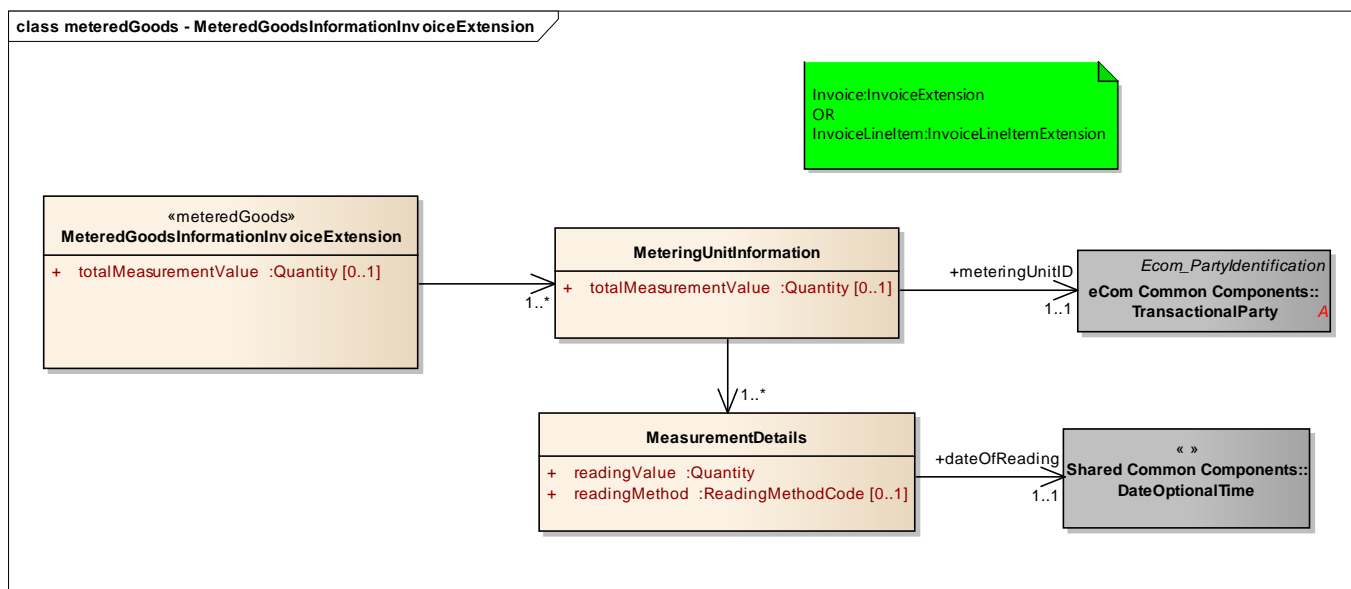 class meteredGoods - MeteredGoodsInformationInvoiceExtension
Invoice:InvoiceExtension
OR
InvoiceLineItem:InvoiceLineItemExtension
«meteredGoods»
MeteredGoodsInformationInvoiceExtension
+ totalMeasurementValue :Quantity [0..1]
1..*
MeteringUnitInformation
+ totalMeasurementValue :Quantity [0..1]
+meteringUnitID
1..1
Ecom_PartyIdentification
eCom Common Components::
TransactionalParty
A
1..*
MeasurementDetails
+ readingValue :Quantity
+ readingMethod :ReadingMethodCode [0..1]
+dateOfReading
1..1
« »
Shared Common Components::
DateOptionalTime